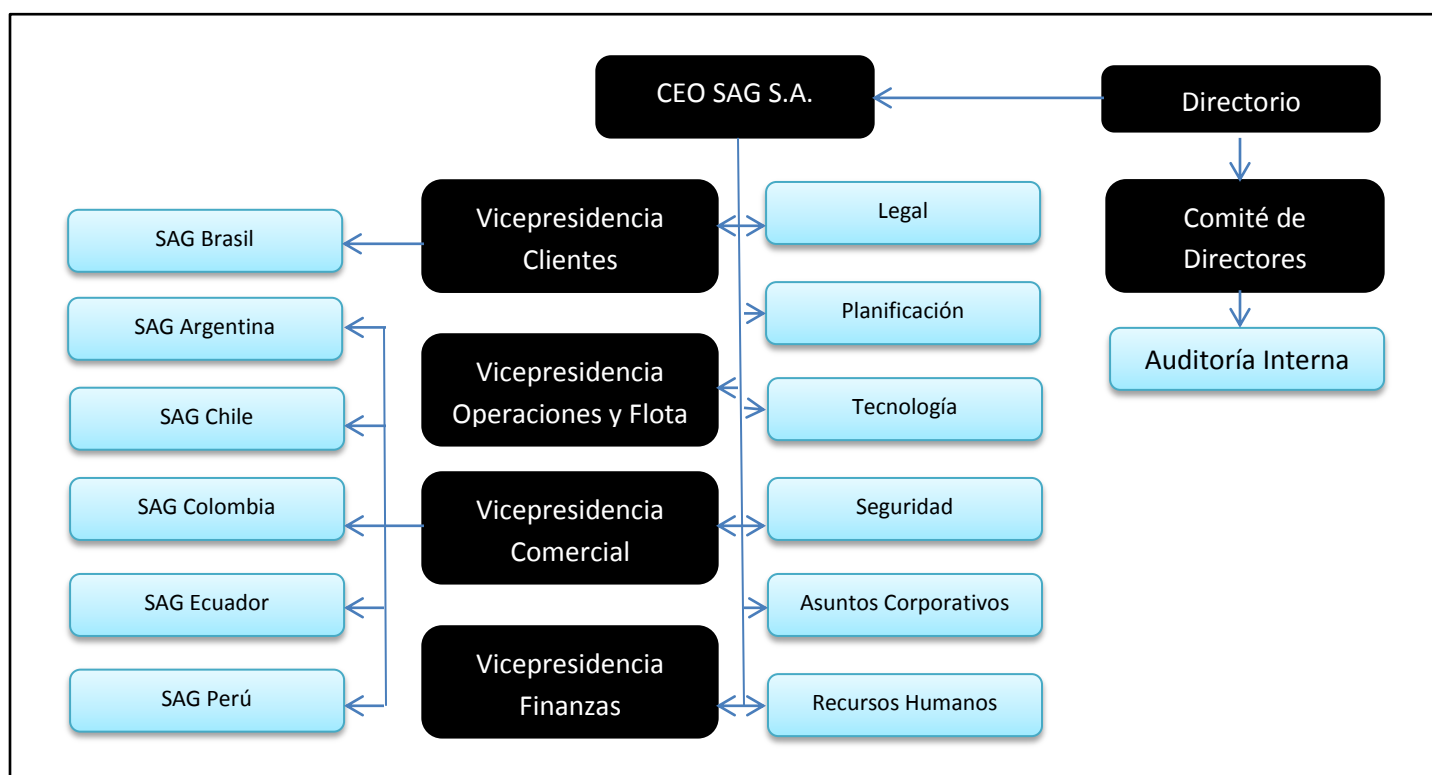 CEO SAG S.A.
Directorio
Vicepresidencia
Clientes
Legal
Comité de
Directores
SAG Brasil
SAG Argentina
Planificación
Auditoría Interna
Vicepresidencia
Operaciones y Flota
SAG Chile
Tecnología
SAG Colombia
Vicepresidencia
Comercial
Seguridad
SAG Ecuador
Asuntos Corporativos
Vicepresidencia
Finanzas
SAG Perú
Recursos Humanos